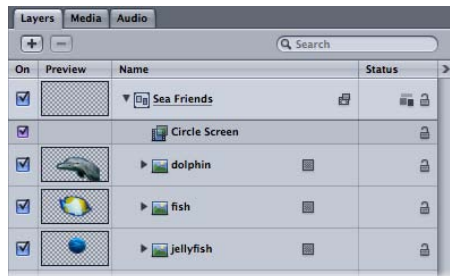 Layers Media Audio
Search
On Preview Name Status
Sea Friends
Circle Screen
dolphin
fish
jellyfish